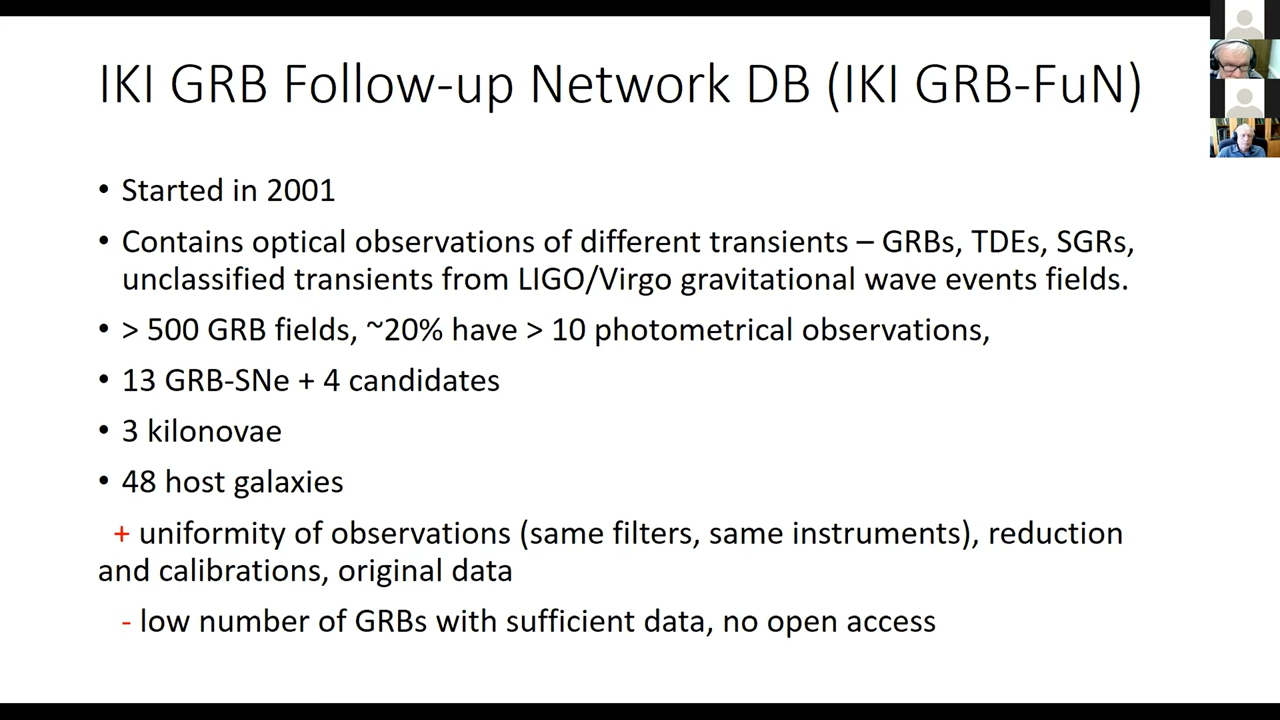 IKI GRB Follow-up Network DB (IKI GRB-FuN)
• Started in 2001
• Contains optical observations of different transients – GRBs, TDEs, SGRs,
unclassified transients from LIGO/Virgo gravitational wave events fields.
• > 500 GRB fields, ~20% have > 10 photometrical observations,
• 13 GRB-SNe + 4 candidates
• 3 kilonovae
• 48 host galaxies
+ uniformity of observations (same filters, same instruments), reduction
and calibrations, original data
- low number of GRBs with sufficient data, no open access